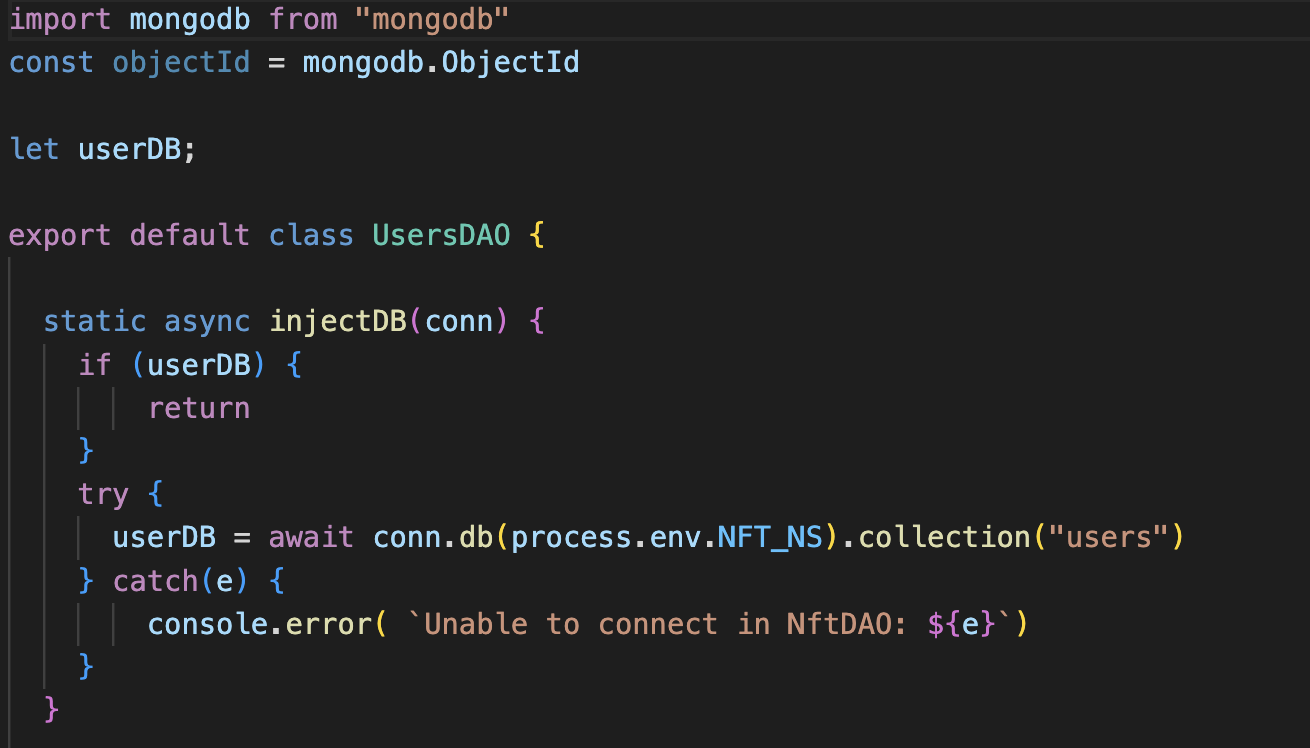 import mongodb from "mongodb"
const objectId = mongodb.ObjectId
let userDB;
export default class UsersDAO {
static async injectDB(conn) {
if (userDB) {
return
}
try {
userDB = await conn.db(process.env.NFT_NS).collection("users")
} catch(e) {
console.error( `Unable to connect in NftDAO: ${e}`)
}
}